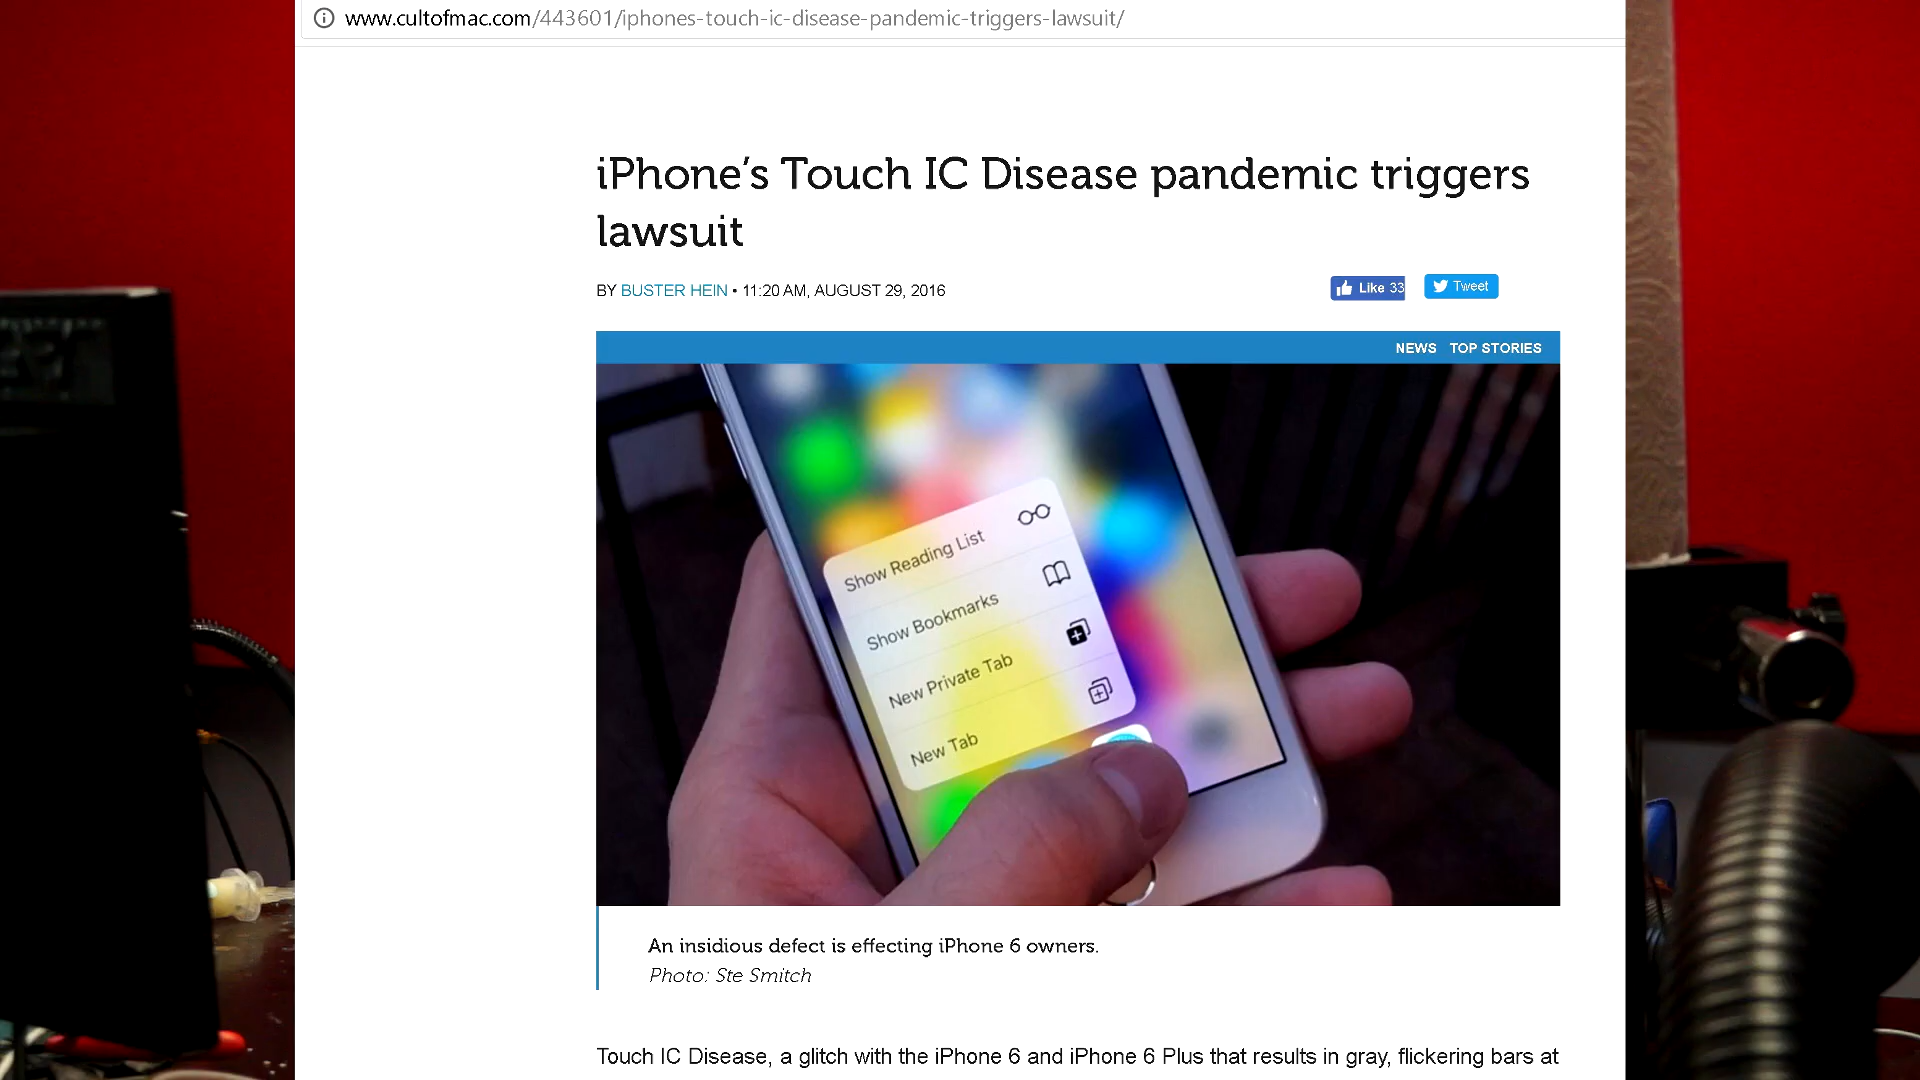 www.cultofmac.com/443601/iphones-touch-ic-disease-pandemic-triggers-lawsuit/
iPhone's Touch IC Disease pandemic triggers
lawsuit
BY BUSTER HEIN • 11:20 AM, AUGUST 29, 2016
Like 33
Tweet
NEWS TOP STORIES
Show Reading List
Show Bookmarks
New Private Tab
New Tab
An insidious defect is effecting iPhone 6 owners.
Photo: Ste Smitch
Touch IC Disease, a glitch with the iPhone 6 and iPhone 6 Plus that results in gray, flickering bars at